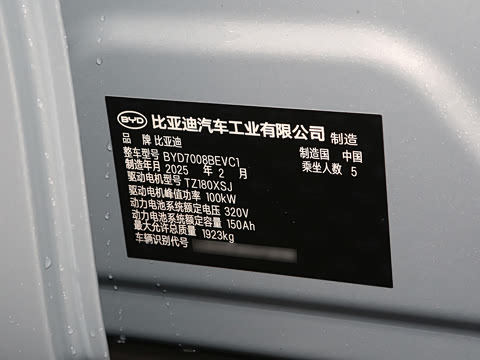 BYD 比亚迪汽车工业有限公司 制造
品 牌 比亚迪 制造国 中国
整车型号 BYD7008BEVC1 乘坐人数 5
制造年月 2025 年 2 月
驱动电机型号 TZ180XSJ
驱动电机峰值功率 100kW
动力电池系统额定电压 320V
动力电池系统额定容量 150Ah
最大允许总质量 1923kg
车辆识别代号